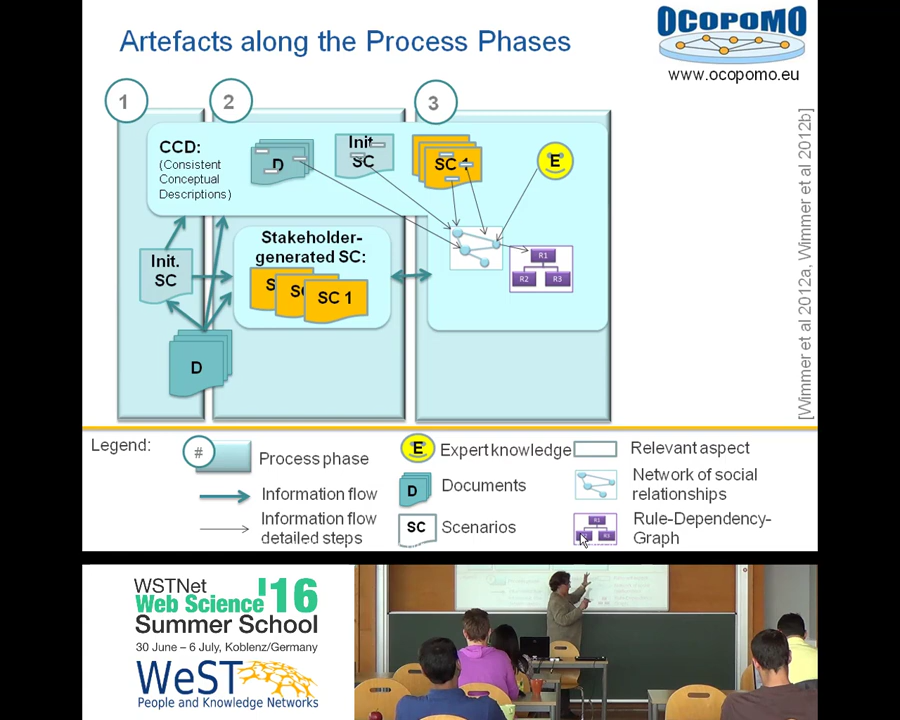 Artefacts along the Process Phases
OCOPOMO
www.ocopomo.eu
1
2
3
CCD:
(Consistent
Conceptual
Descriptions)
D
Init.
SC
SC 1
E
Init.
SC
Stakeholder-
generated SC:
S
SC
SC 1
R1
R2
R3
D
[Wimmer et al 2012a, Wimmer et al 2012b]
Legend:
#
Process phase
Information flow
Information flow
detailed steps
E
Expert knowledge
D
Documents
SC
Scenarios
Relevant aspect
Network of social
relationships
R1
R3
Rule-Dependency-
Graph
WSTNet
Web Science '16
Summer School
30 June – 6 July, Koblenz/Germany
WeST
People and Knowledge Networks